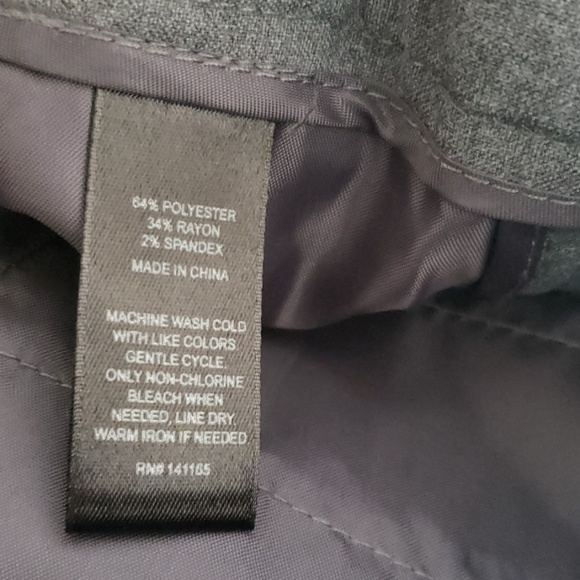 64% POLYESTER
34% RAYON
2% SPANDEX
MADE IN CHINA
MACHINE WASH COLD
WITH LIKE COLORS
GENTLE CYCLE.
ONLY NON-CHLORINE
BLEACH WHEN
NEEDED, LINE DRY.
WARM IRON IF NEEDED
RN# 141165